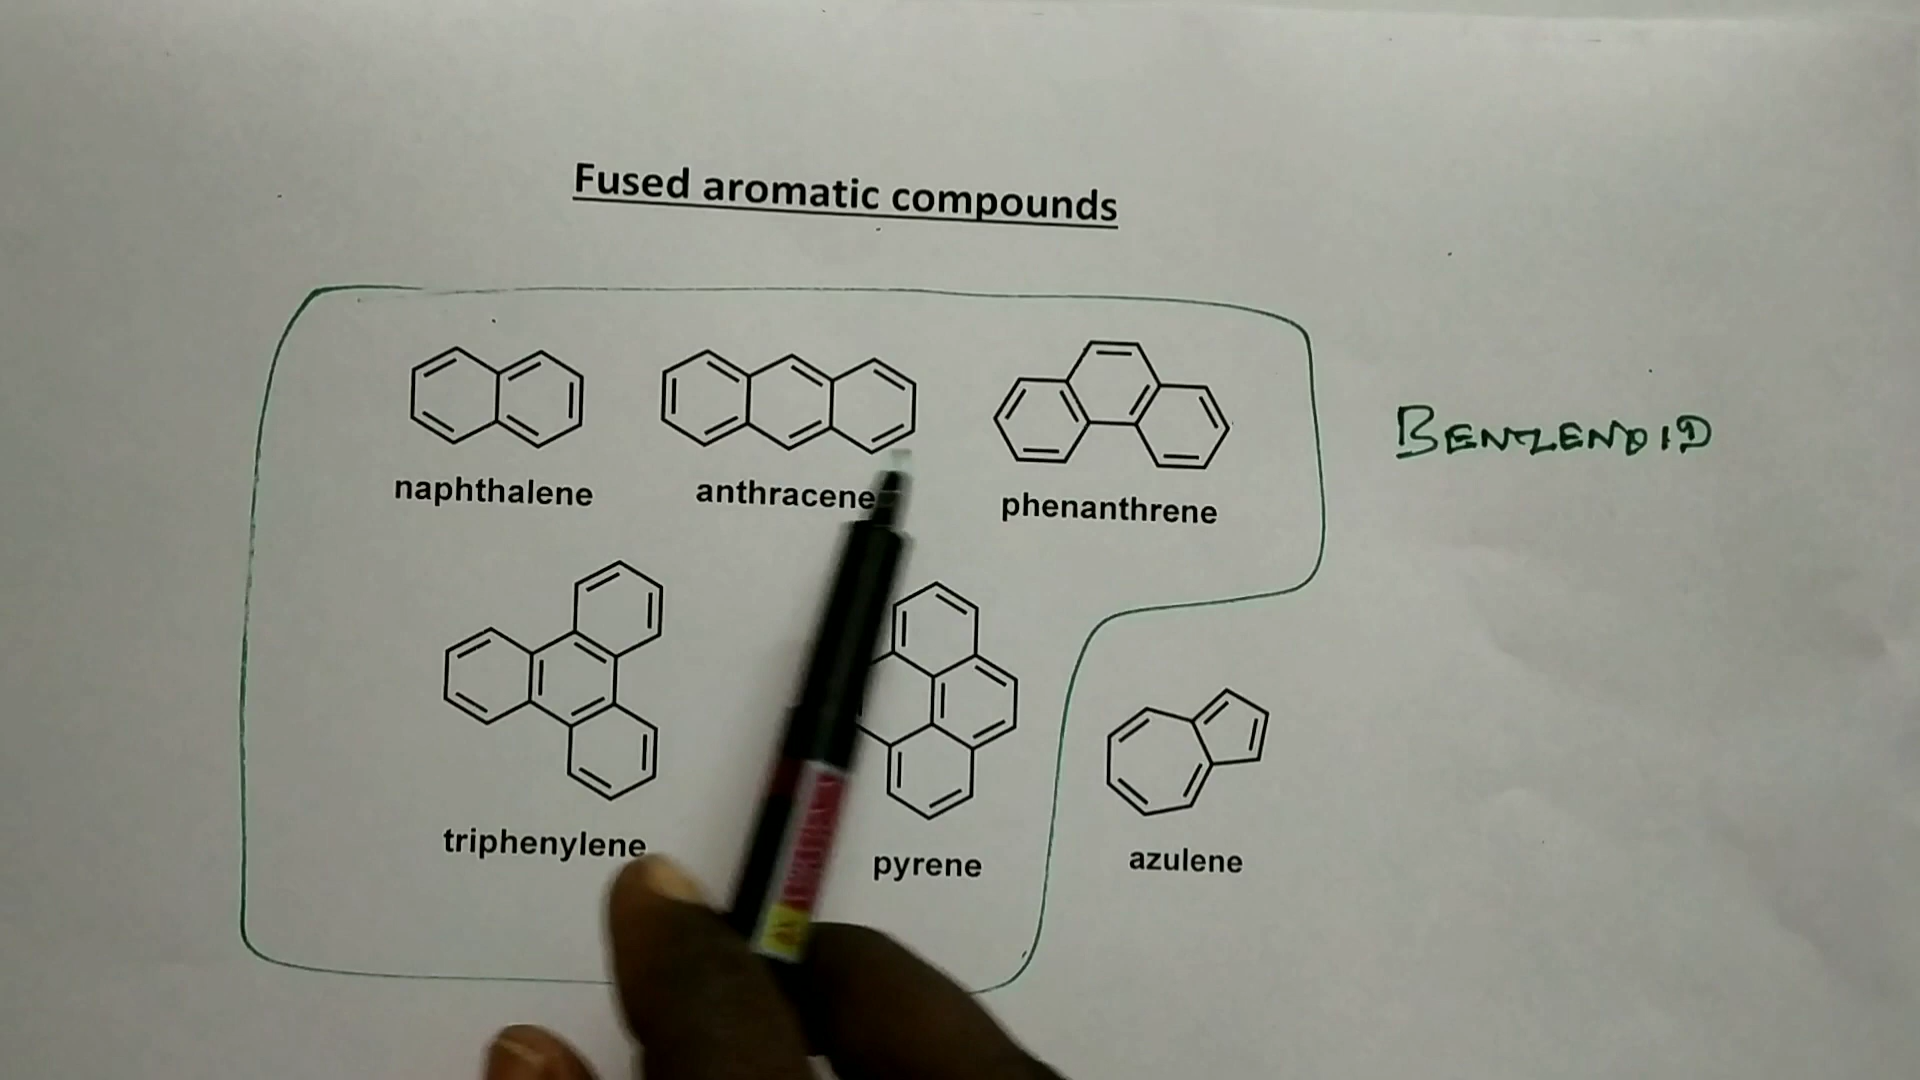 Fused aromatic compounds
naphthalene
anthracene
phenanthrene
BENZENOID
triphenylene
pyrene
azulene